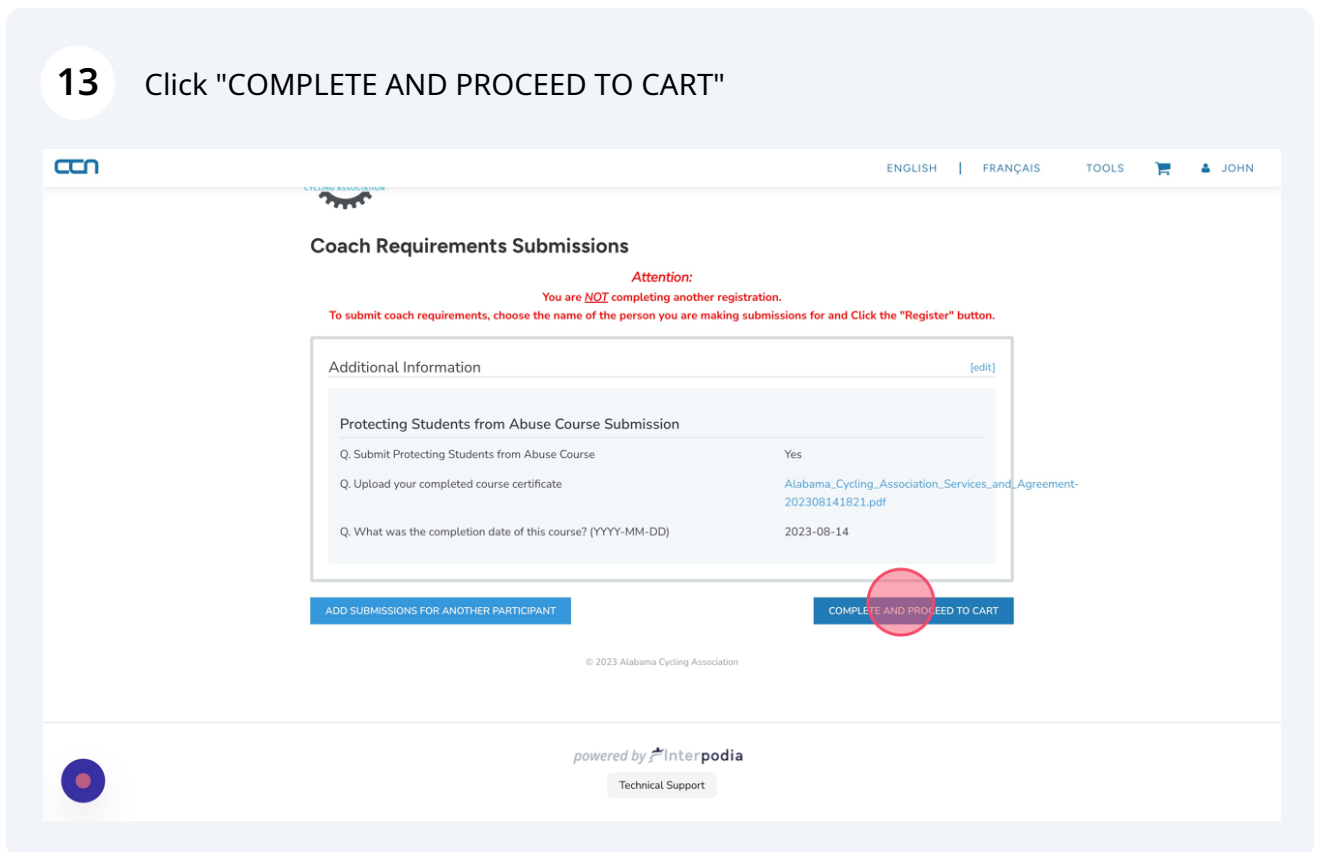 13 Click "COMPLETE AND PROCEED TO CART"
ccn ENGLISH | FRANÇAIS TOOLS JOHN
CYCLING ASSOCIATION
Coach Requirements Submissions
Attention:
You are NOT completing another registration.
To submit coach requirements, choose the name of the person you are making submissions for and Click the "Register" button.
Additional Information [edit]
Protecting Students from Abuse Course Submission
Q. Submit Protecting Students from Abuse Course Yes
Q. Upload your completed course certificate Alabama_Cycling_Association_Services_and_Agreement-
202308141821.pdf
Q. What was the completion date of this course? (YYYY-MM-DD) 2023-08-14
ADD SUBMISSIONS FOR ANOTHER PARTICIPANT COMPLETE AND PROCEED TO CART
© 2023 Alabama Cycling Association
powered by Interpodia
Technical Support